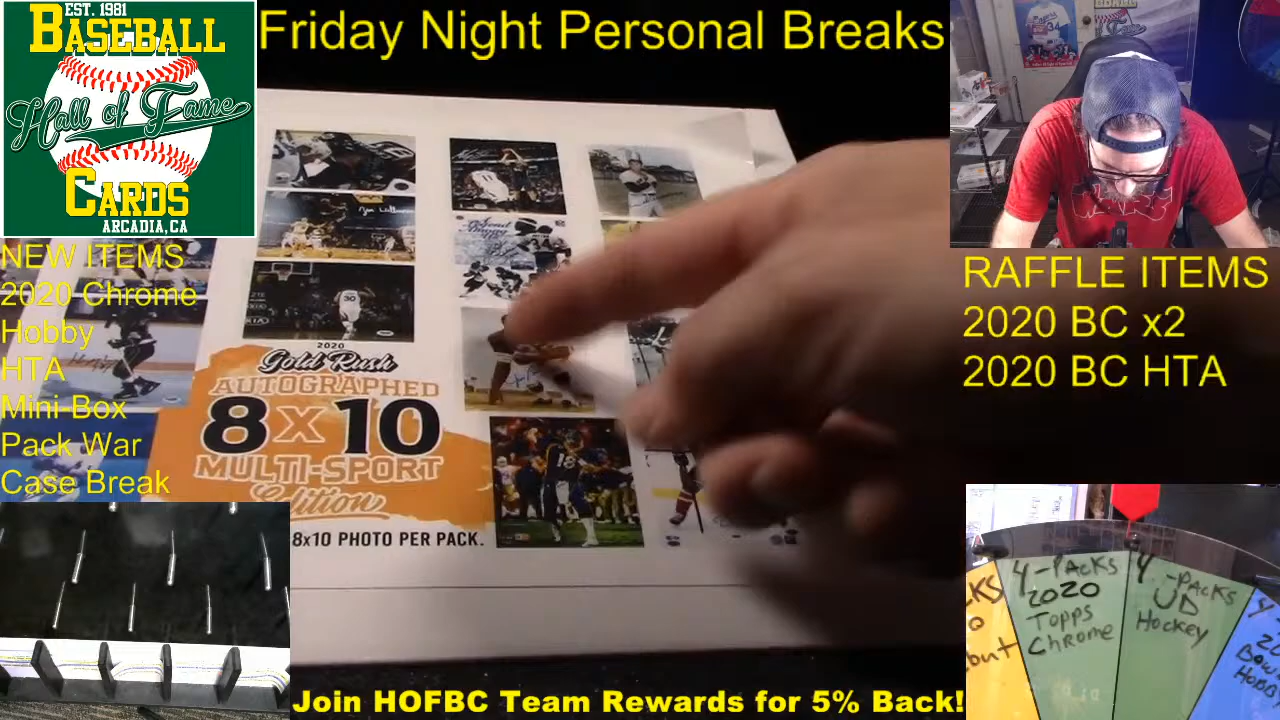 EST. 1981
BASEBALL
Hall of Fame
CARDS
ARCADIA, CA
Friday Night Personal Breaks
NEW ITEMS
2020 Chrome
Hobby
HTA
Mini-Box
Pack War
Case Break
RAFFLE ITEMS
2020 BC x2
2020 BC HTA
34
30
18
2020
Gold Rush
AUTOGRAPHED
8x10
MULTI-SPORT
Edition
8x10 PHOTO PER PACK.
4-PACKS
2020
TOPPS
CHROME
4-PACKS
UD
HOCKEY
Join HOFBC Team Rewards for 5% Back!